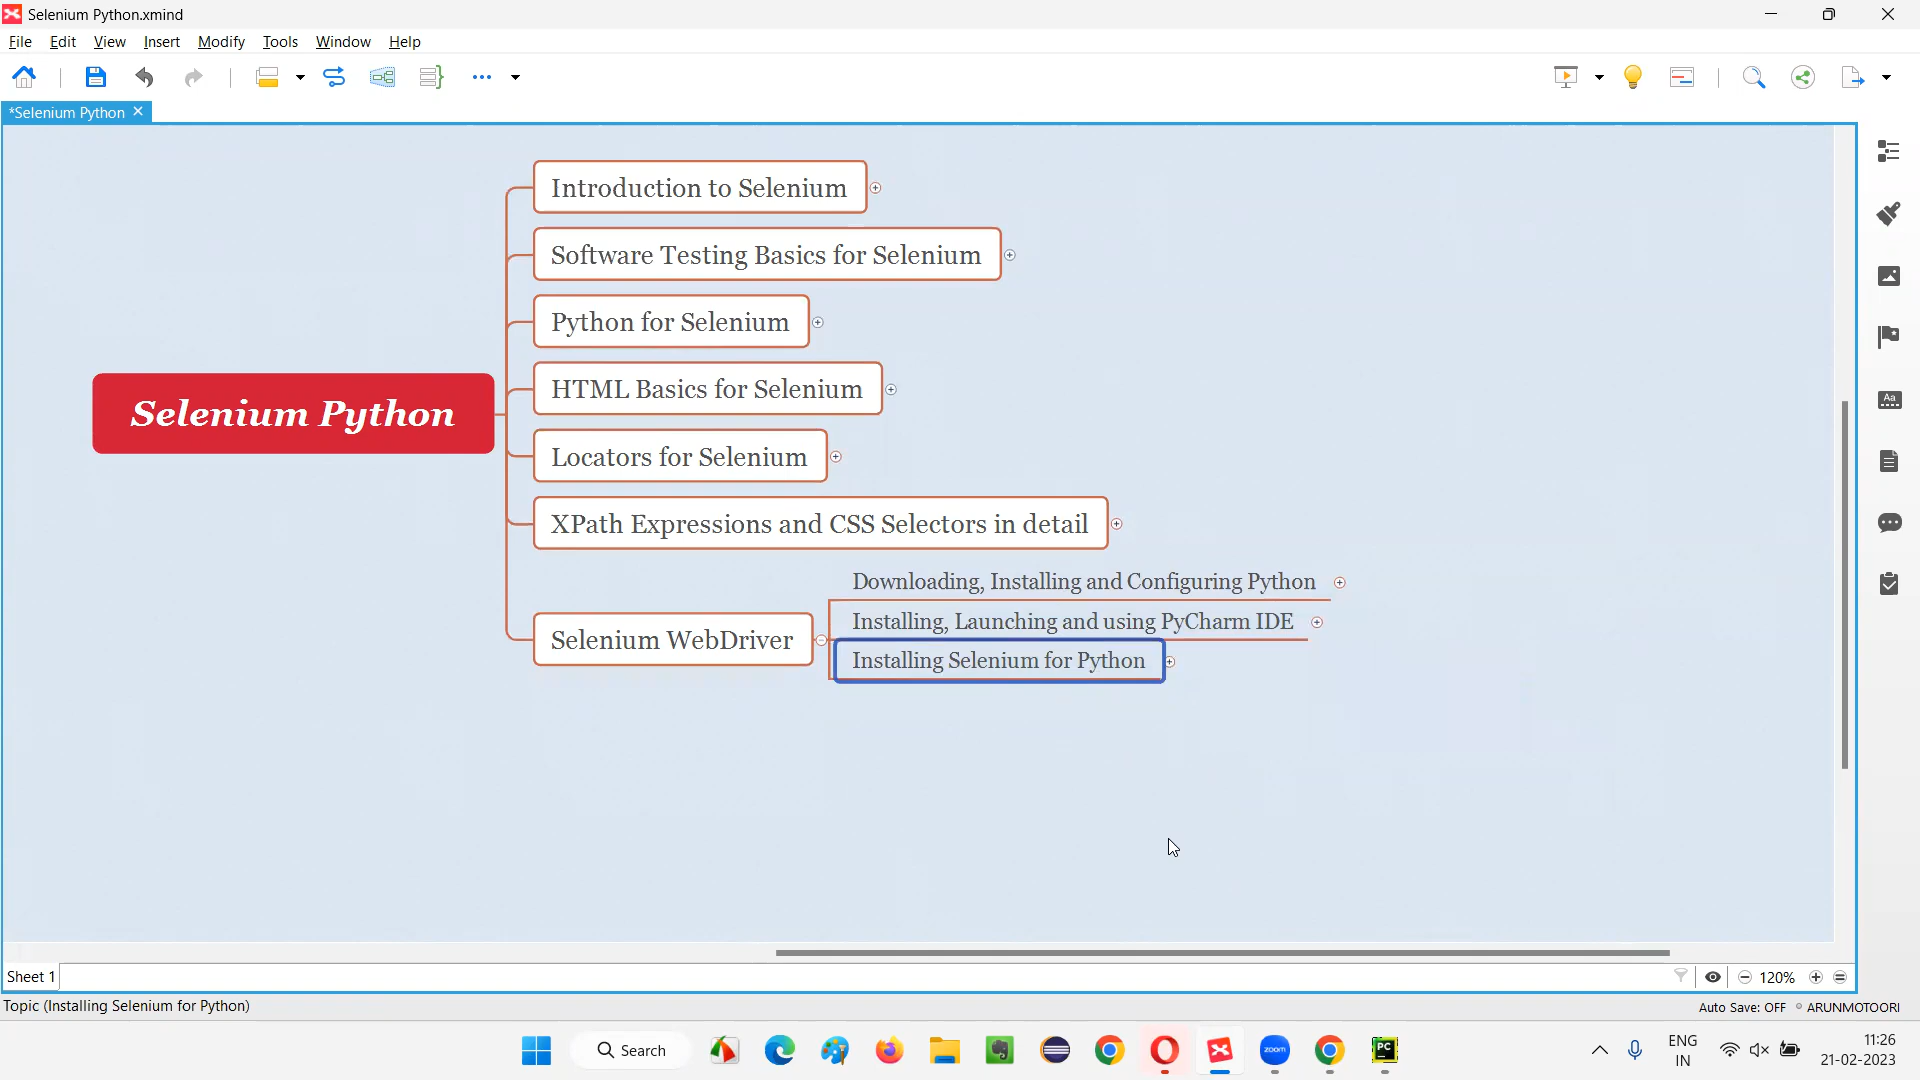 Selenium Python.xmind
File Edit View Insert Modify Tools Window Help
*Selenium Python
Introduction to Selenium
Software Testing Basics for Selenium
Python for Selenium
HTML Basics for Selenium
Selenium Python
Locators for Selenium
XPath Expressions and CSS Selectors in detail
Downloading, Installing and Configuring Python
Installing, Launching and using PyCharm IDE
Selenium WebDriver
Installing Selenium for Python
Aa
Sheet 1
120%
Topic (Installing Selenium for Python)
Auto Save: OFF ARUNMOTOORI
Search
zoom
PC
ENG
IN
11:26
21-02-2023